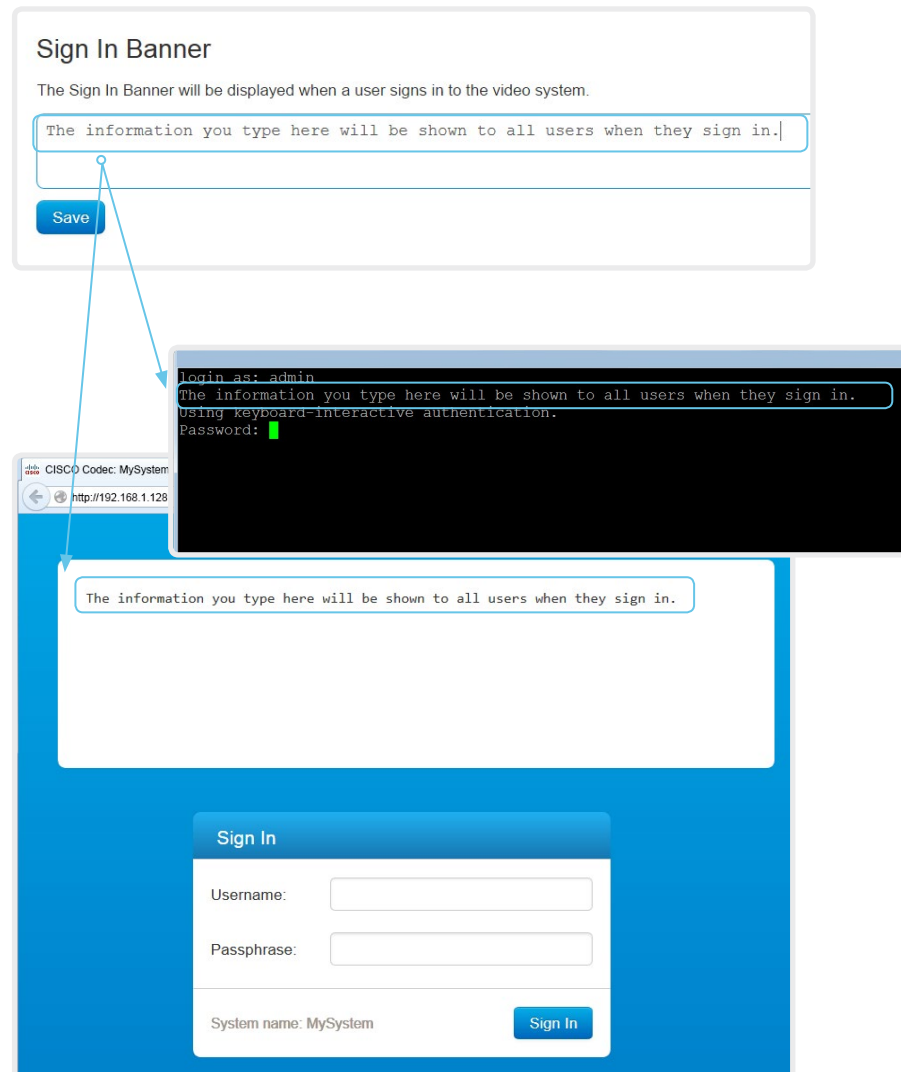 Sign In Banner
The Sign In Banner will be displayed when a user signs in to the video system.
The information you type here will be shown to all users when they sign in.
Save
login as: admin
The information you type here will be shown to all users when they sign in.
Using keyboard-interactive authentication.
Password:
CISCO Codec: MySystem
http://192.168.1.128
The information you type here will be shown to all users when they sign in.
Sign In
Username:
Passphrase:
System name: MySystem
Sign In